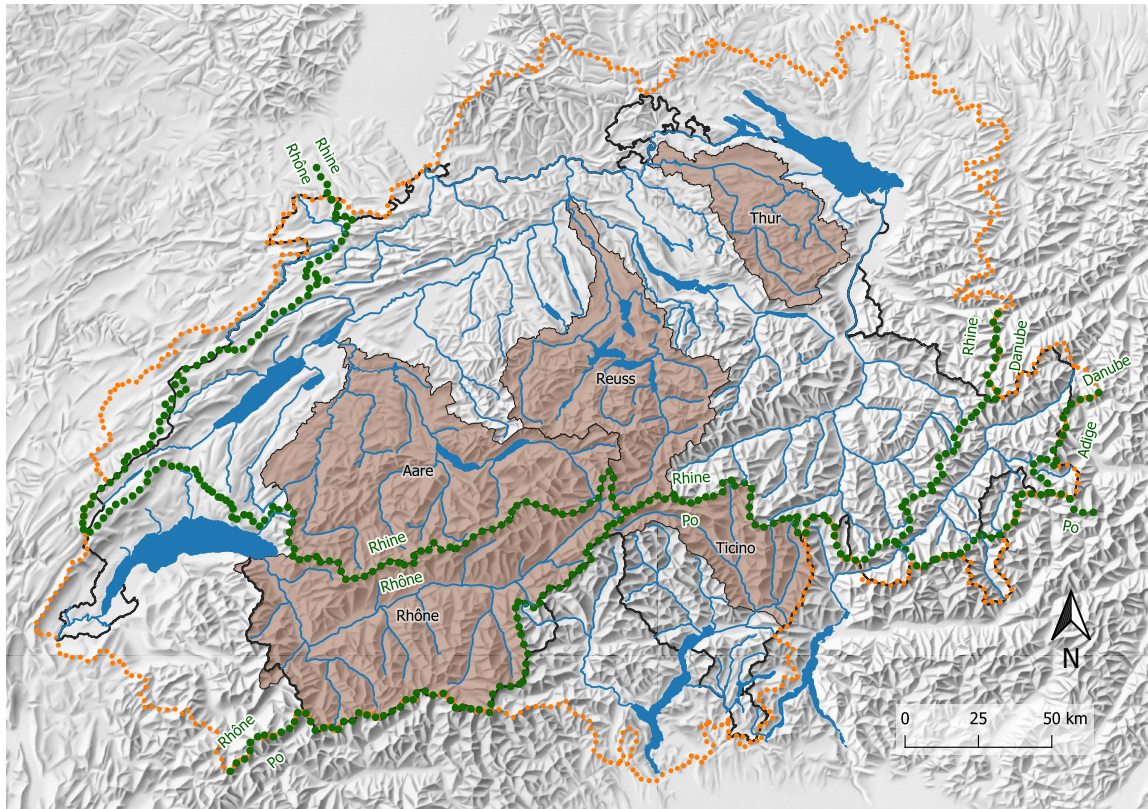 Rhine
Rhône
Thur
Rhine
Danube
Danube
Reuss
Adige
Aare
Rhine
Po
Po
Rhine
Ticino
Rhône
Rhône
Rhône
Po
N
0 25 50 km